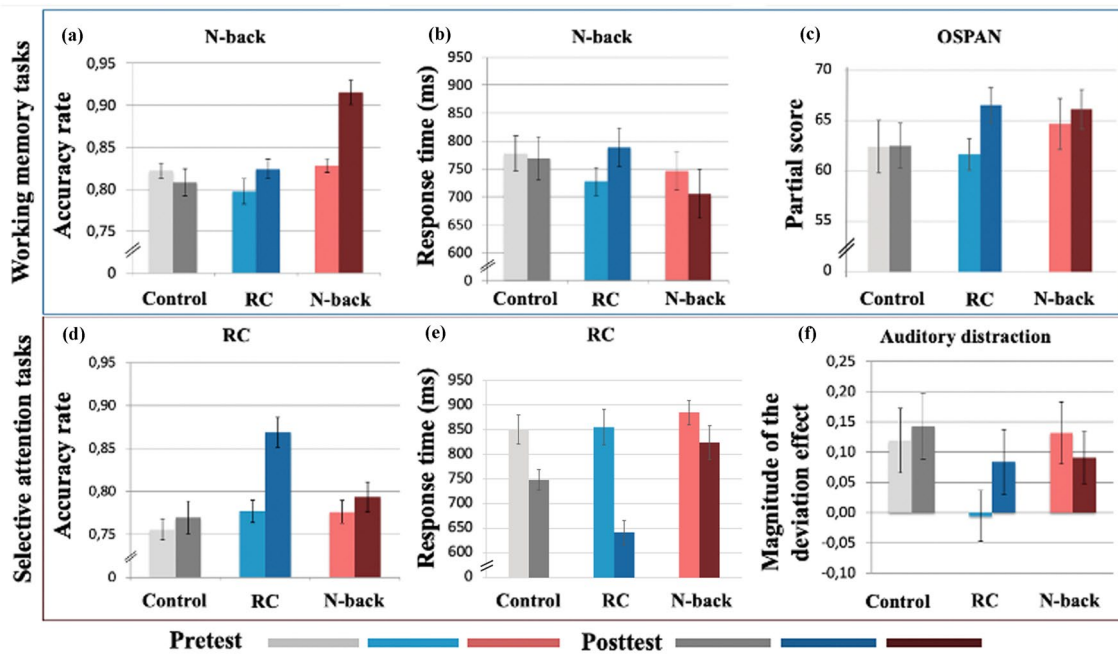 Working memory tasks
(a)
N-back
Accuracy rate
0,95
0,90
0,85
0,80
0,75
0
Control RC N-back
(b)
N-back
Response time (ms)
950
900
850
800
750
700
650
600
0
Control RC N-back
(c)
OSPAN
Partial score
70
65
60
55
0
Control RC N-back
Selective attention tasks
(d)
RC
Accuracy rate
0,95
0,90
0,85
0,80
0,75
0
Control RC N-back
(e)
RC
Response time (ms)
950
900
850
800
750
700
650
600
0
Control RC N-back
(f)
Auditory distraction
Magnitude of the
deviation effect
0,25
0,20
0,15
0,10
0,05
0,00
-0,05
-0,10
Control RC N-back
Pretest Posttest